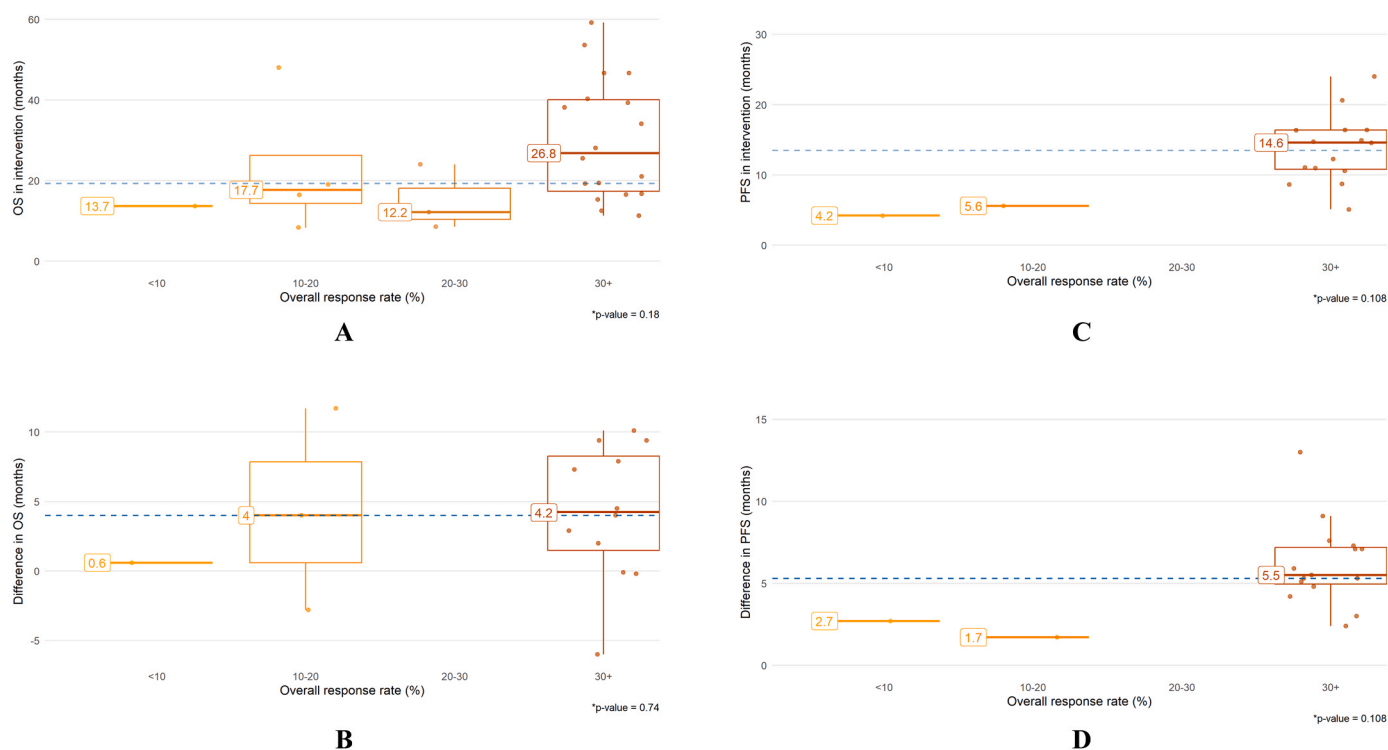 OS in intervention (months)
60
40
20
0
13.7
17.7
12.2
26.8
<10
10-20
20-30
30+
Overall response rate (%)
*p-value = 0.18
A
PFS in intervention (months)
30
20
10
0
4.2
5.6
14.6
<10
10-20
20-30
30+
Overall response rate (%)
*p-value = 0.108
C
Difference in OS (months)
10
5
0
-5
0.6
4
4.2
<10
10-20
20-30
30+
Overall response rate (%)
*p-value = 0.74
B
Difference in PFS (months)
15
10
5
0
2.7
1.7
5.5
<10
10-20
20-30
30+
Overall response rate (%)
*p-value = 0.108
D